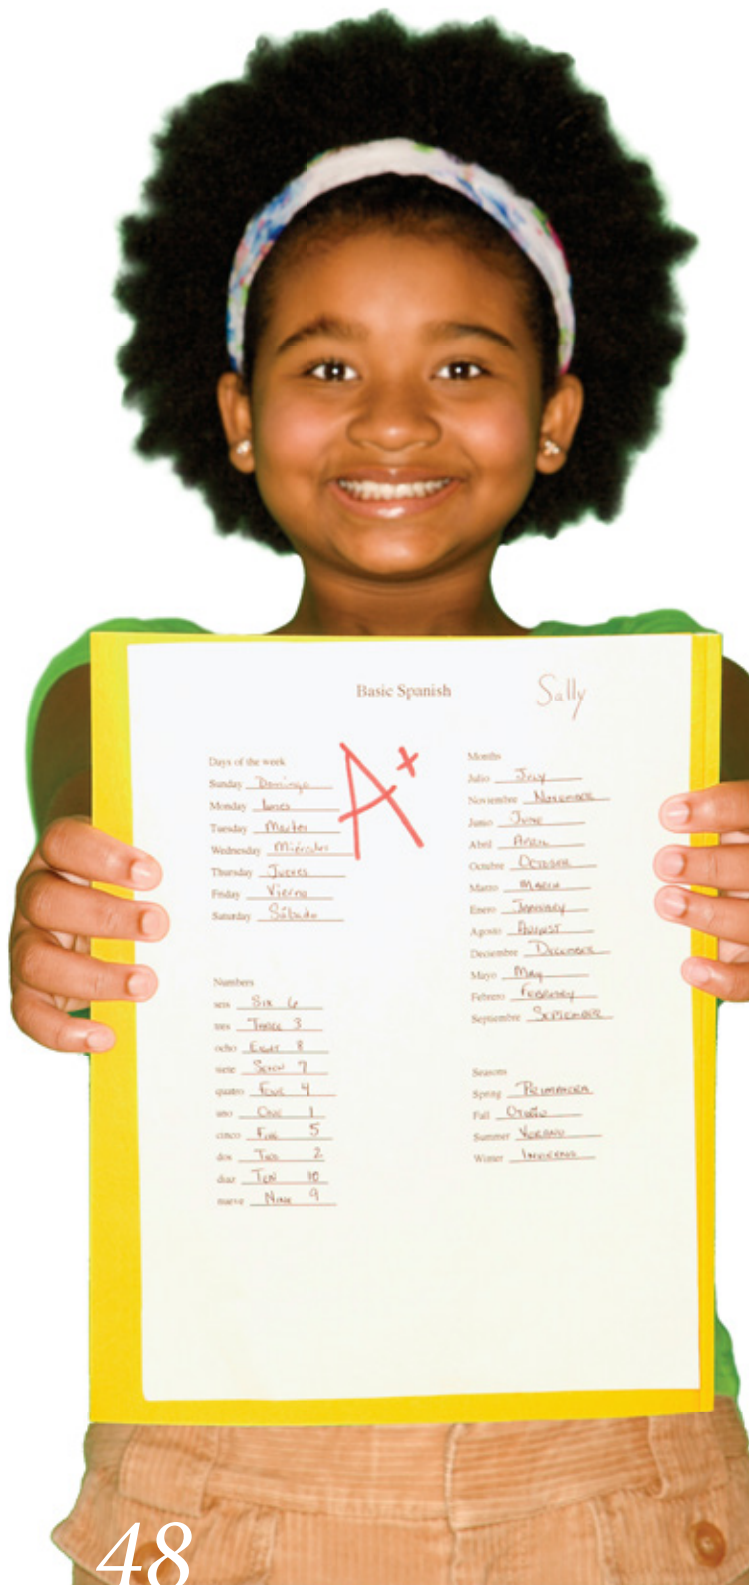 Basic Spanish
Sally
A+
Days of the week
Sunday Domingo
Monday lunes
Tuesday Martes
Wednesday Miércoles
Thursday Jueves
Friday Vierne
Saturday Sábado
Numbers
seis Six 6
tres Three 3
ocho Eight 8
siete Seven 7
quatro Four 4
uno One 1
cinco Five 5
dos Two 2
diaz Ten 10
nueve Nine 9
Months
Julio July
Noviembre November
Junio June
Abril April
Octubre October
Marzo March
Enero January
Agosto August
Deciembre December
Mayo May
Febrero February
Septiembre September
Seasons
Spring Primavera
Fall Otoño
Summer Verano
Winter Invierno
48